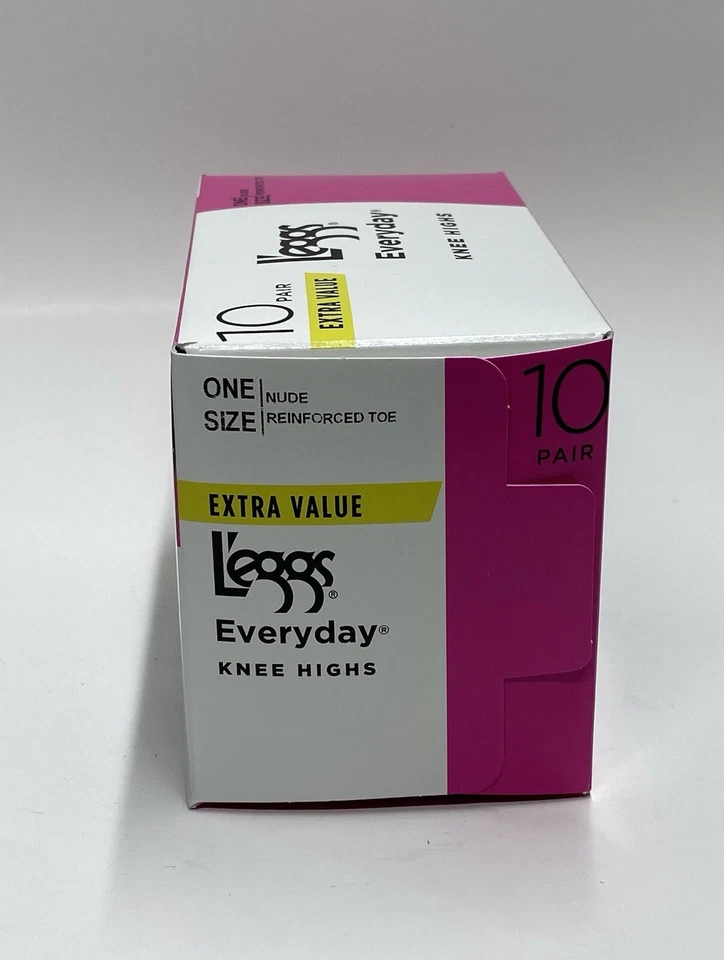 L'eggs®
Everyday®
KNEE HIGHS
10
PAIR
EXTRA VALUE
ONE SIZE
NUDE
REINFORCED TOE
10
PAIR
EXTRA VALUE
L'eggs®
Everyday®
KNEE HIGHS